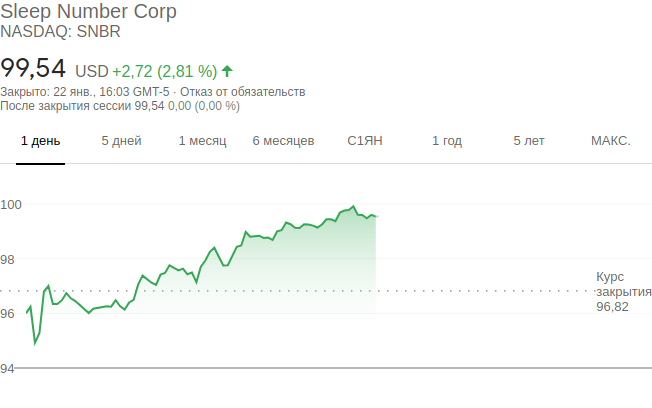 Sleep Number Corp
NASDAQ: SNBR
99,54 USD +2,72 (2,81 %)
Закрыто: 22 янв., 16:03 GMT-5 · Отказ от обязательств
После закрытия сессии 99,54 0,00 (0,00 %)
1 день 5 дней 1 месяц 6 месяцев С1ЯН 1 год 5 лет МАКС.
100
98
Курс
закрытия
96,82
96
94